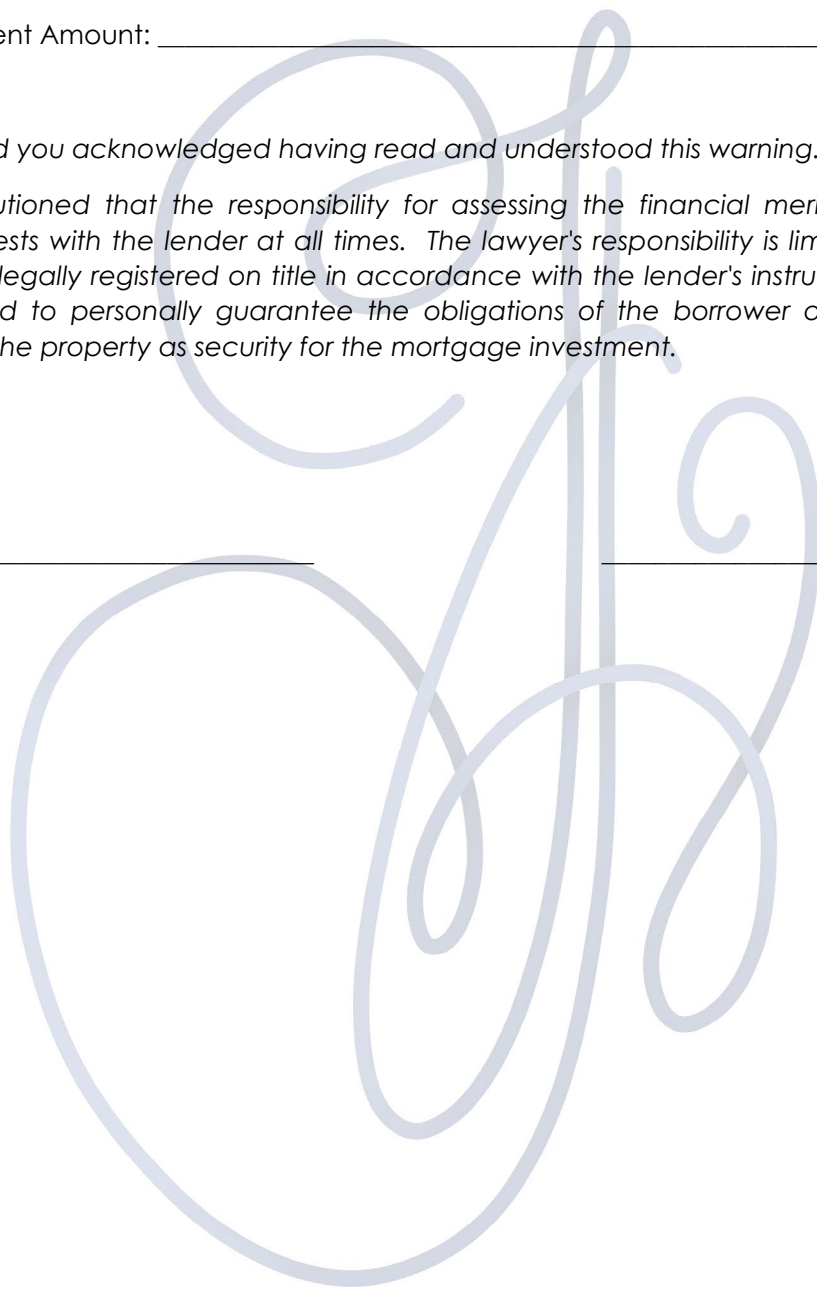 ent Amount: ____________________________________________________
d you acknowledged having read and understood this warning.
utioned that the responsibility for assessing the financial meri
ests with the lender at all times. The lawyer's responsibility is lim
legally registered on title in accordance with the lender's instru
d to personally guarantee the obligations of the borrower o
he property as security for the mortgage investment.
________________________ ________________